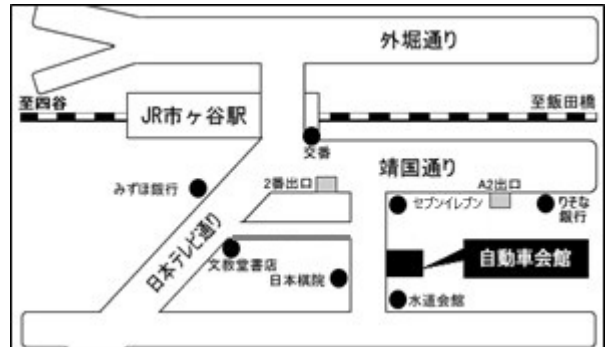 外堀通り
至四谷
JR市ヶ谷駅
至飯田橋
交番
靖国通り
みずほ銀行
2番出口
A2出口
セブンイレブン
りそな
銀行
日本テレビ通り
文教堂書店
日本棋院
自動車会館
水道会館